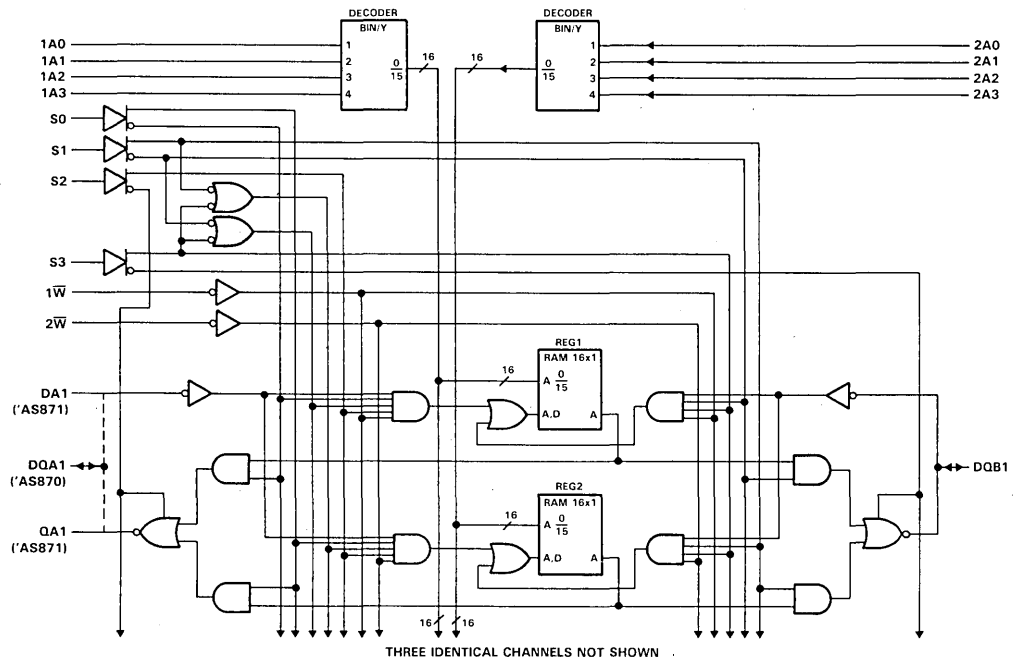 DECODER
BIN/Y
1A0
1
1A1
2
1A2
3
1A3
4
0
15
16
16
DECODER
BIN/Y
0
15
1
2A0
2
2A1
3
2A2
4
2A3
S0
S1
S2
S3
1W̅
2W̅
REG1
RAM 16x1
16
A 0
15
A,D
A
DA1
('AS871)
DQA1
('AS870)
QA1
('AS871)
DQB1
REG2
RAM 16x1
16
A 0
15
A,D
A
16
16
THREE IDENTICAL CHANNELS NOT SHOWN